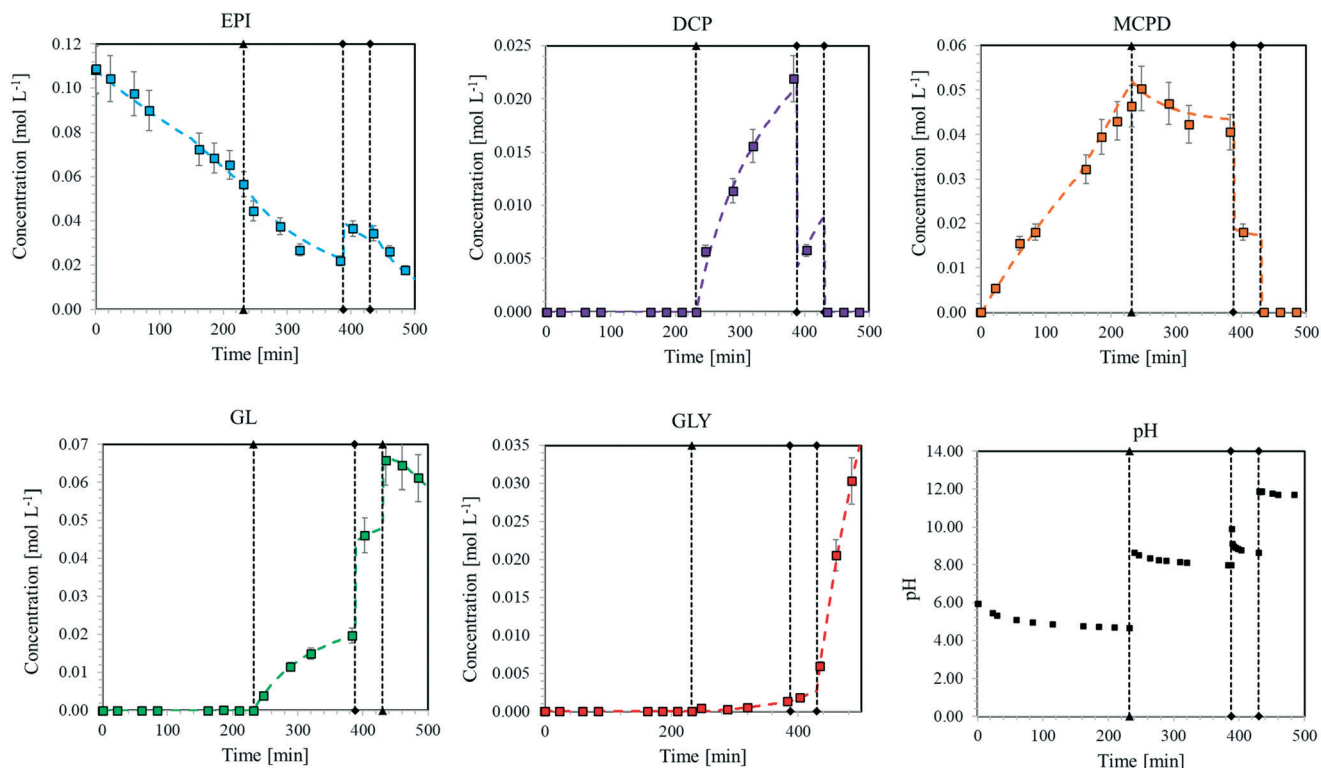 EPI
Concentration [mol L-1]
0.12
0.10
0.08
0.06
0.04
0.02
0.00
0 100 200 300 400 500
Time [min]
DCP
Concentration [mol L-1]
0.025
0.020
0.015
0.010
0.005
0.000
0 100 200 300 400 500
Time [min]
MCPD
Concentration [mol L-1]
0.06
0.05
0.04
0.03
0.02
0.01
0.00
0 100 200 300 400 500
Time [min]
GL
Concentration [mol L-1]
0.07
0.06
0.05
0.04
0.03
0.02
0.01
0.00
0 100 200 300 400 500
Time [min]
GLY
Concentration [mol L-1]
0.035
0.030
0.025
0.020
0.015
0.010
0.005
0.000
0 200 400
Time [min]
pH
pH
14.00
12.00
10.00
8.00
6.00
4.00
2.00
0.00
0 100 200 300 400 500
Time [min]